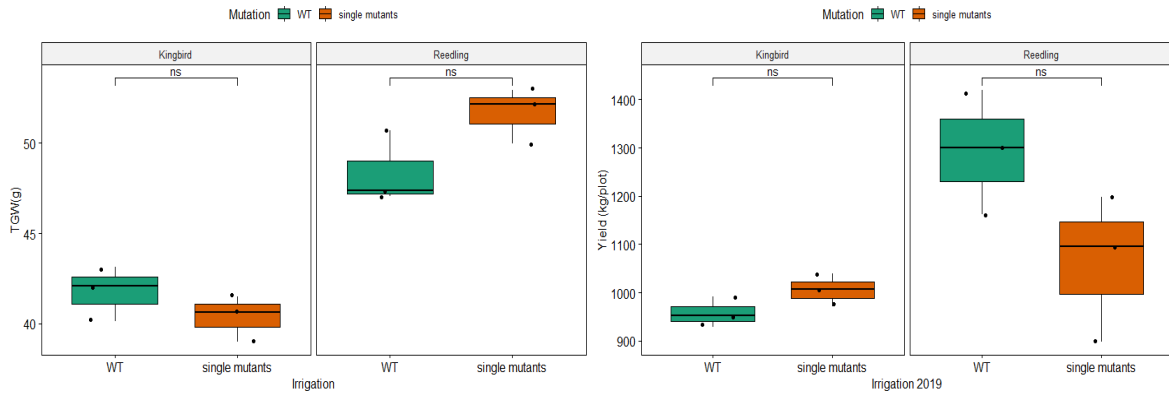 Mutation WT single mutants
Kingbird Reedling
ns ns
TGW(g)
50
45
40
WT single mutants WT single mutants
Irrigation
Mutation WT single mutants
Kingbird Reedling
ns ns
Yield (kg/plot)
1400
1300
1200
1100
1000
900
WT single mutants WT single mutants
Irrigation 2019